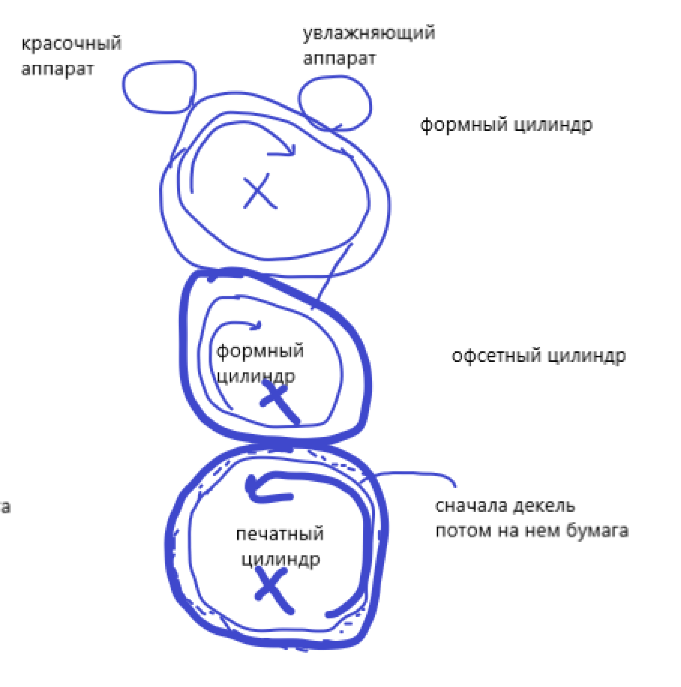 красочный
аппарат
увлажняющий
аппарат
формный цилиндр
формный
цилиндр
офсетный цилиндр
сначала декель
потом на нем бумага
печатный
цилиндр